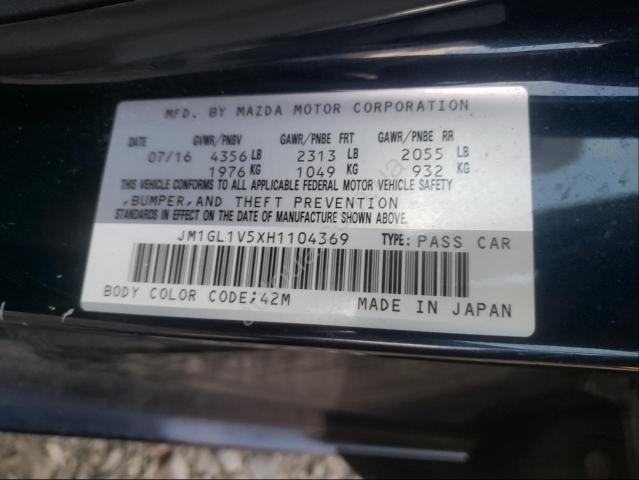 MFD. BY MAZDA MOTOR CORPORATION
DATE GVWR/PNBV GAWR/PNBE FRT GAWR/PNBE RR
07/16 4356 LB 2313 LB 2055 LB
1976 KG 1049 KG 932 KG
THIS VEHICLE CONFORMS TO ALL APPLICABLE FEDERAL MOTOR VEHICLE SAFETY
,BUMPER,AND THEFT PREVENTION
STANDARDS IN EFFECT ON THE DATE OF MANUFACTURE SHOWN ABOVE.
JM1GL1V5XH1104369 TYPE: PASS CAR
BODY COLOR CODE;42M MADE IN JAPAN